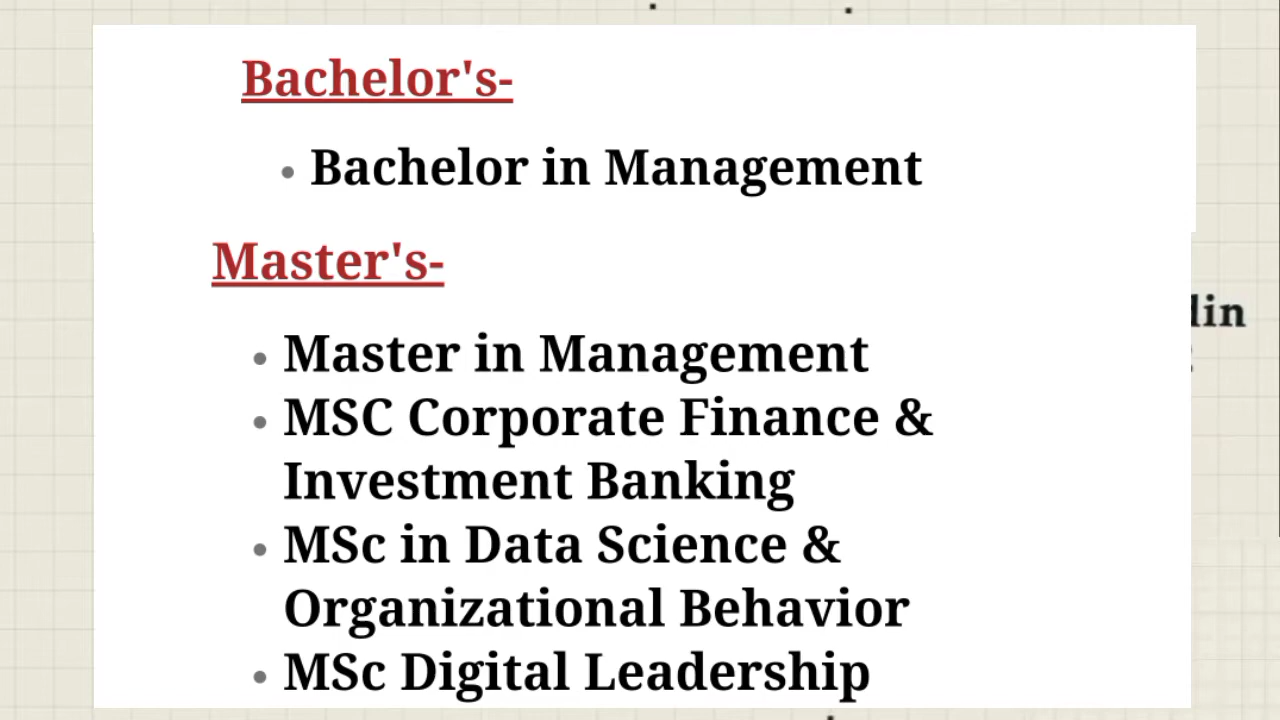 Bachelor's-
Bachelor in Management
Master's-
Master in Management
MSC Corporate Finance &
Investment Banking
MSc in Data Science &
Organizational Behavior
MSc Digital Leadership